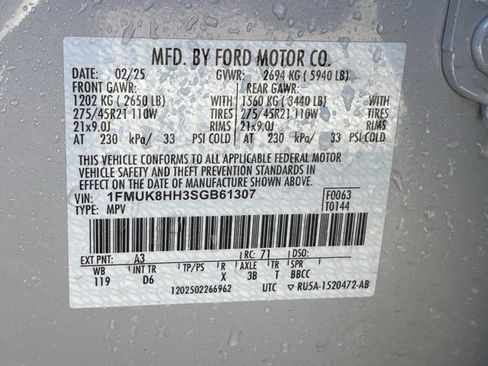 MFD. BY FORD MOTOR CO.
DATE: 02/25 GVWR: 2694 KG ( 5940 LB)
FRONT GAWR: REAR GAWR:
1202 KG ( 2650 LB) 1560 KG ( 3440 LB)
275/45R21 110W TIRES 275/45R21 110W TIRES
21x9.0J RIMS 21x9.0J RIMS
AT 230 kPa/ 33 PSI COLD AT 230 kPa/ 33 PSI COLD
THIS VEHICLE CONFORMS TO ALL APPLICABLE FEDERAL MOTOR
VEHICLE SAFETY AND THEFT PREVENTION STANDARDS IN EFFECT
ON THE DATE OF MANUFACTURE SHOWN ABOVE.
VIN: 1FMUK8HH3SGB61307 F0063
TYPE: MPV T0144
EXT PNT: A3 RC: 71 DSO:
WB INT TR TP/PS R AXLE TR SPR
119 D6 X 3B T BBCC
1202502266962 UTC ▽ RU5A-1520472-AB